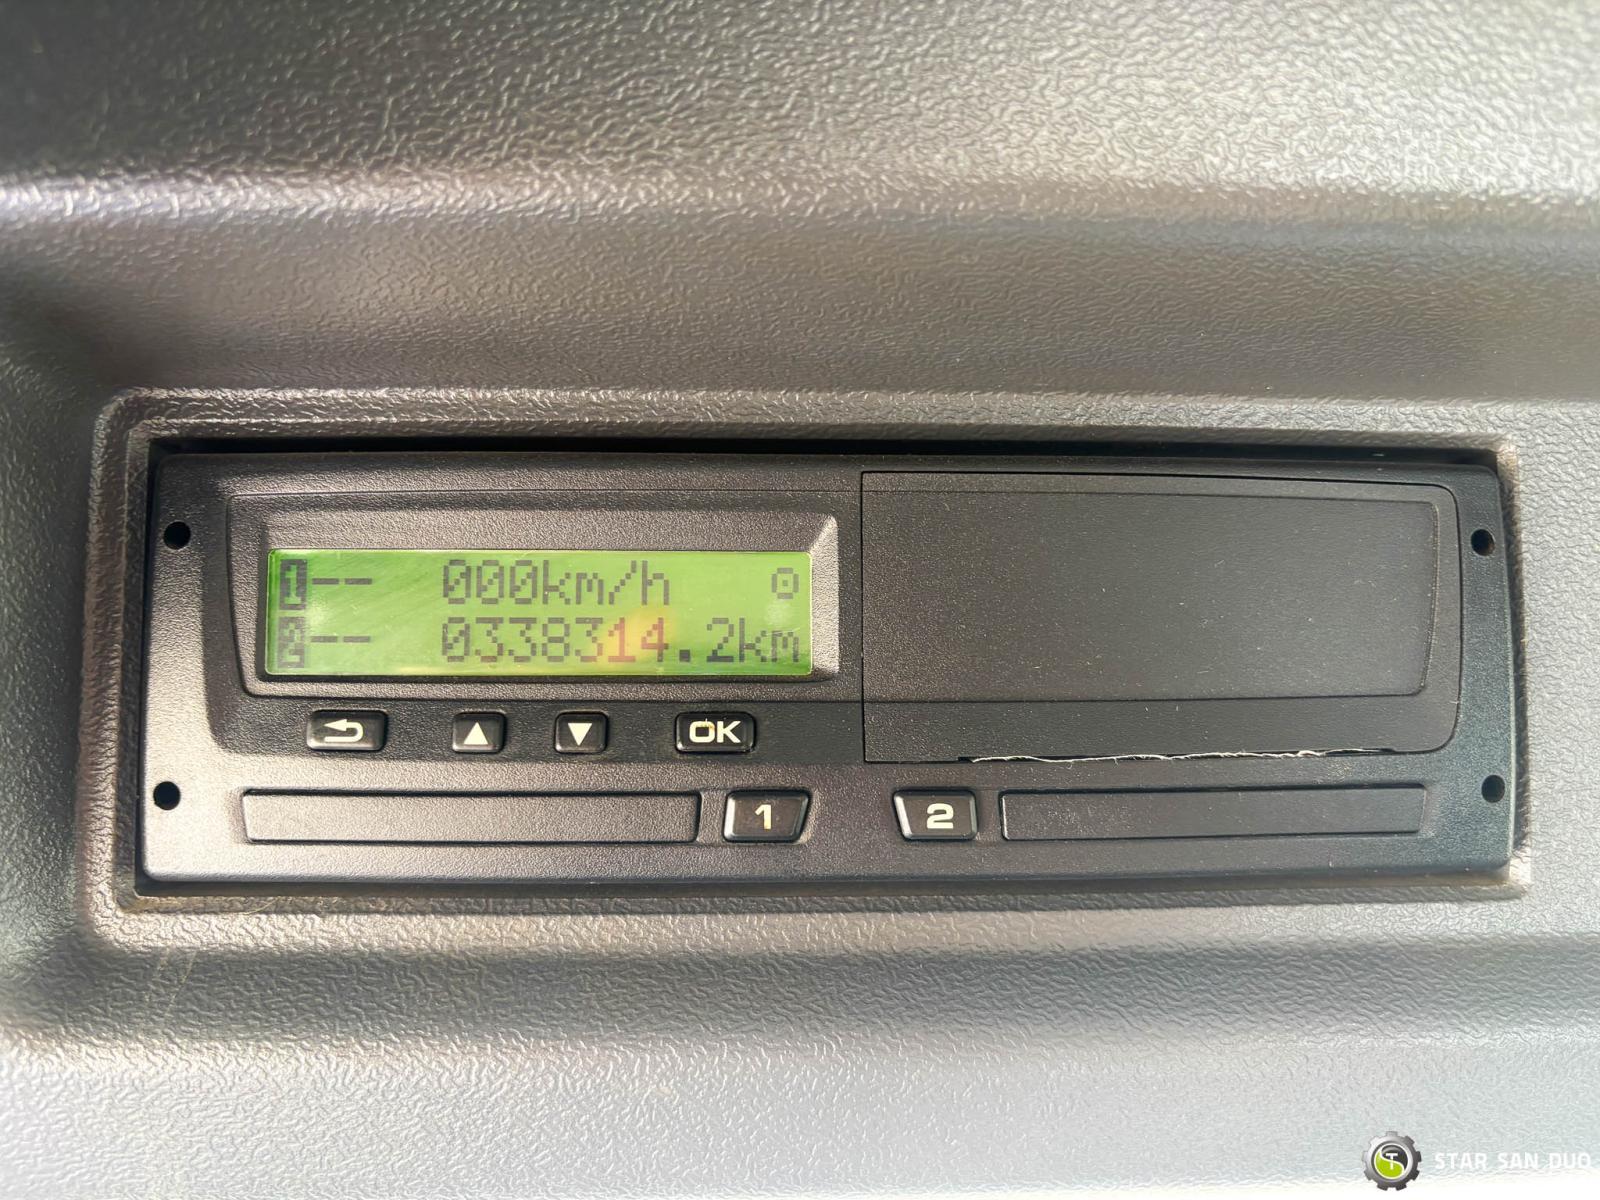 1-- 000km/h
2-- 0338314.2km
OK
1
2
STAR SAN DUO